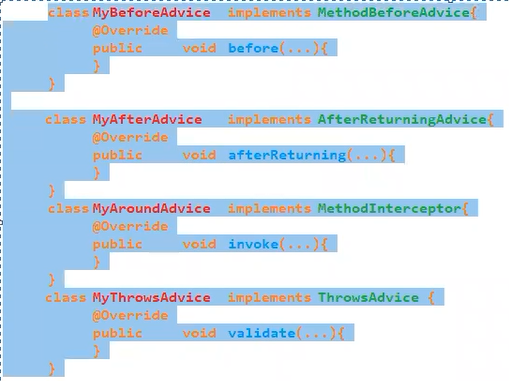 class MyBeforeAdvice implements MethodBeforeAdvice{
@Override
public void before(...){
}
}
class MyAfterAdvice implements AfterReturningAdvice{
@Override
public void afterReturning(...){
}
}
class MyAroundAdvice implements MethodInterceptor{
@Override
public void invoke(...){
}
}
class MyThrowsAdvice implements ThrowsAdvice {
@Override
public void validate(...){
}
}